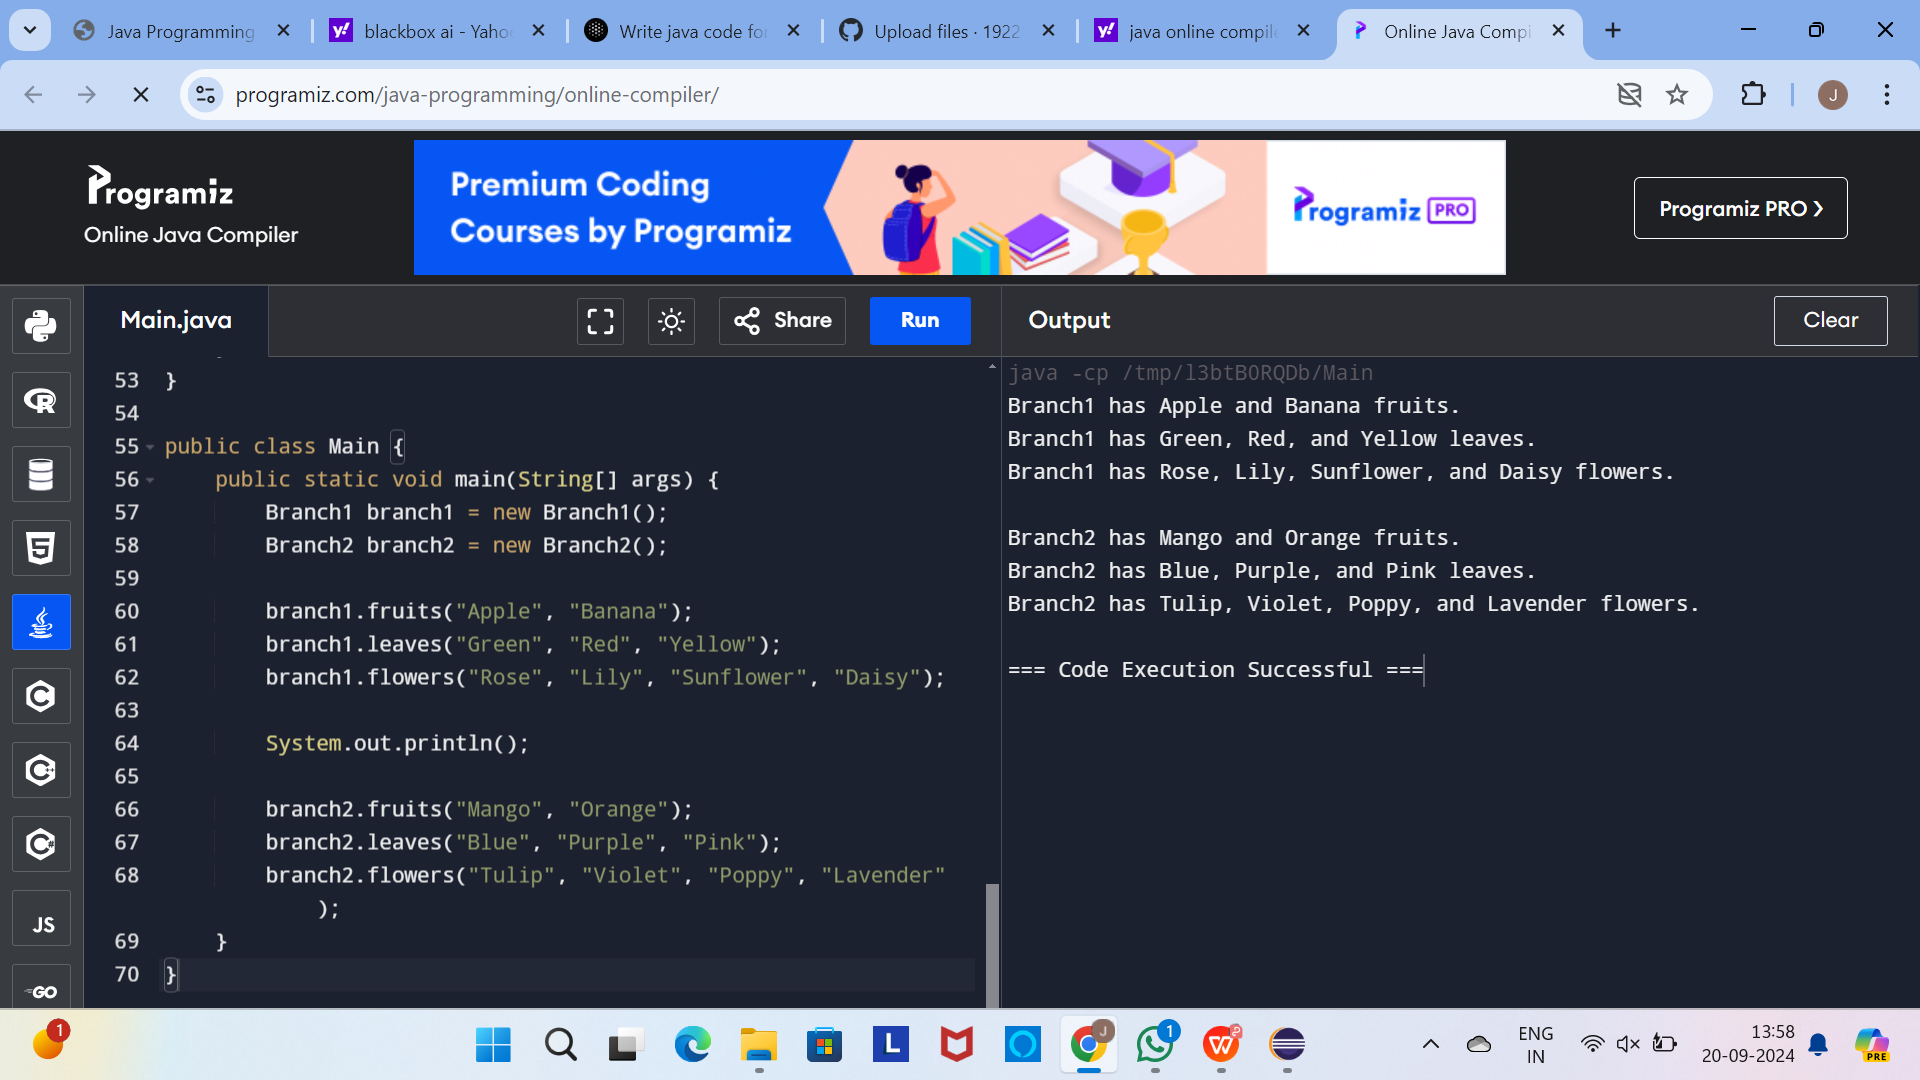 Java Programming
blackbox ai - Yaho
Write java code fo
Upload files · 1922
java online compile
Online Java Compi
programiz.com/java-programming/online-compiler/
J
Programiz
Online Java Compiler
Premium Coding
Courses by Programiz
Programiz PRO
Programiz PRO ❯
Main.java
Share
Run
Output
Clear
53 }
54
55 public class Main {
56 public static void main(String[] args) {
57 Branch1 branch1 = new Branch1();
58 Branch2 branch2 = new Branch2();
59
60 branch1.fruits("Apple", "Banana");
61 branch1.leaves("Green", "Red", "Yellow");
62 branch1.flowers("Rose", "Lily", "Sunflower", "Daisy");
63
64 System.out.println();
65
66 branch2.fruits("Mango", "Orange");
67 branch2.leaves("Blue", "Purple", "Pink");
68 branch2.flowers("Tulip", "Violet", "Poppy", "Lavender"
);
69 }
70 }
java -cp /tmp/l3btB0RQDb/Main
Branch1 has Apple and Banana fruits.
Branch1 has Green, Red, and Yellow leaves.
Branch1 has Rose, Lily, Sunflower, and Daisy flowers.
Branch2 has Mango and Orange fruits.
Branch2 has Blue, Purple, and Pink leaves.
Branch2 has Tulip, Violet, Poppy, and Lavender flowers.
=== Code Execution Successful ===
R
5
C
C++
C#
JS
GO
1
L
J
1
W
ENG
IN
13:58
20-09-2024
PRE